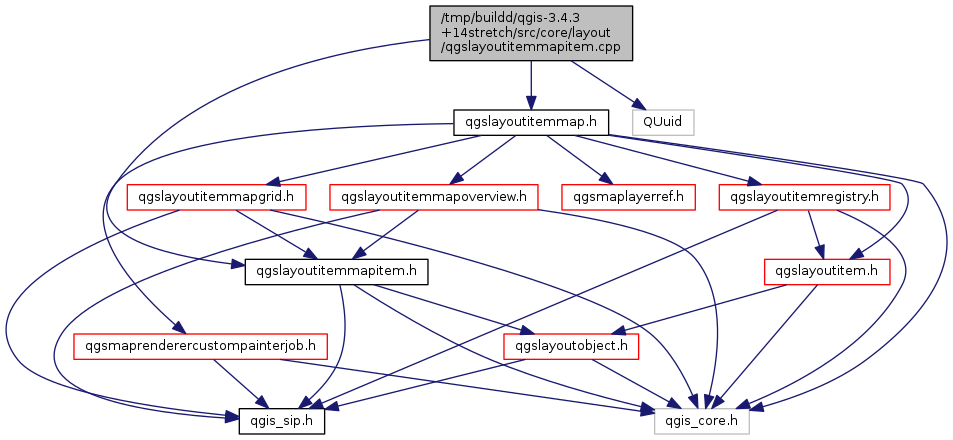 /tmp/buildd/qgis-3.4.3
+14stretch/src/core/layout
/qgslayoutitemmapitem.cpp
qgslayoutitemmap.h
QUuid
qgslayoutitemmapgrid.h
qgslayoutitemmapoverview.h
qgsmaplayerref.h
qgslayoutitemregistry.h
qgslayoutitemmapitem.h
qgslayoutitem.h
qgsmaprenderercustompainterjob.h
qgslayoutobject.h
qgis_sip.h
qgis_core.h